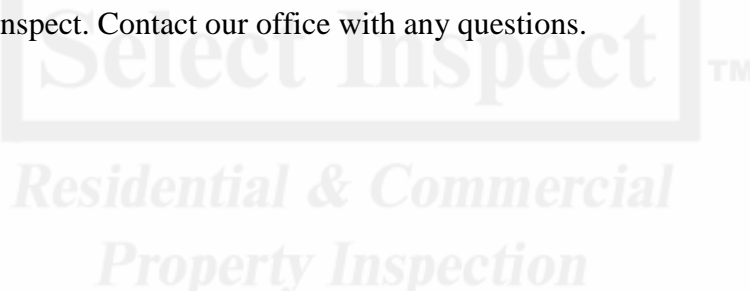 nspect. Contact our office with any questions.
Select Inspect TM
Residential & Commercial
Property Inspection